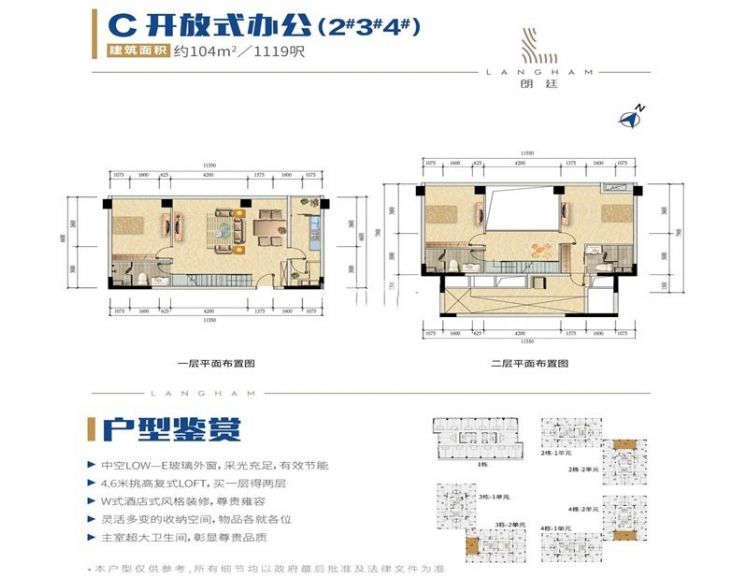 C 开放式办公(2#3#4#)
建筑面积 约104m²／1119呎
LANGHAM
朗廷
N
11550
1075 1600 625 4200 1325 1650 1075
11550
1075 1600 625 4200 1325 1650 1075
1075 1600 625 4200 1325 1650 1075
11550
1075 1600 625 4200 1325 1650 1075
11550
一层平面布置图
二层平面布置图
LANGHAM
户型鉴赏
中空LOW—E玻璃外窗，采光充足，有效节能
4.6米挑高复式LOFT，买一层得两层
W式酒店式风格装修，尊贵雍容
灵活多变的收纳空间，物品各就各位
主室超大卫生间，彰显尊贵品质
1栋
2栋-1单元
2栋-2单元
3栋-1单元
3栋-2单元
4栋-2单元
4栋-1单元
*本户型仅供参考，所有细节均以政府最后批准及法律文件为准